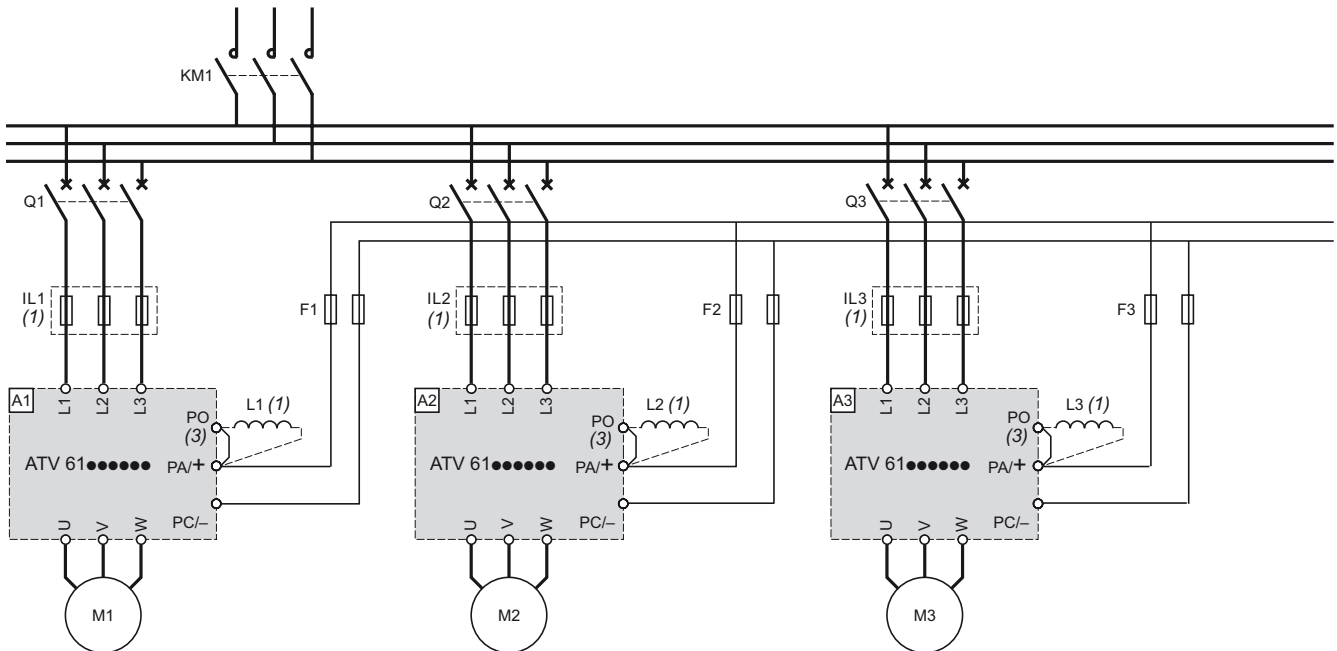 KM1
Q1
Q2
Q3
IL1
(1)
F1
IL2
(1)
F2
IL3
(1)
F3
A1
L1
L2
L3
PO
(3)
L1 (1)
ATV 61●●●●●●
PA/+
PC/–
U
V
W
M1
A2
L1
L2
L3
PO
(3)
L2 (1)
ATV 61●●●●●●
PA/+
PC/–
U
V
W
M2
A3
L1
L2
L3
PO
(3)
L3 (1)
ATV 61●●●●●●
PA/+
PC/–
U
V
W
M3